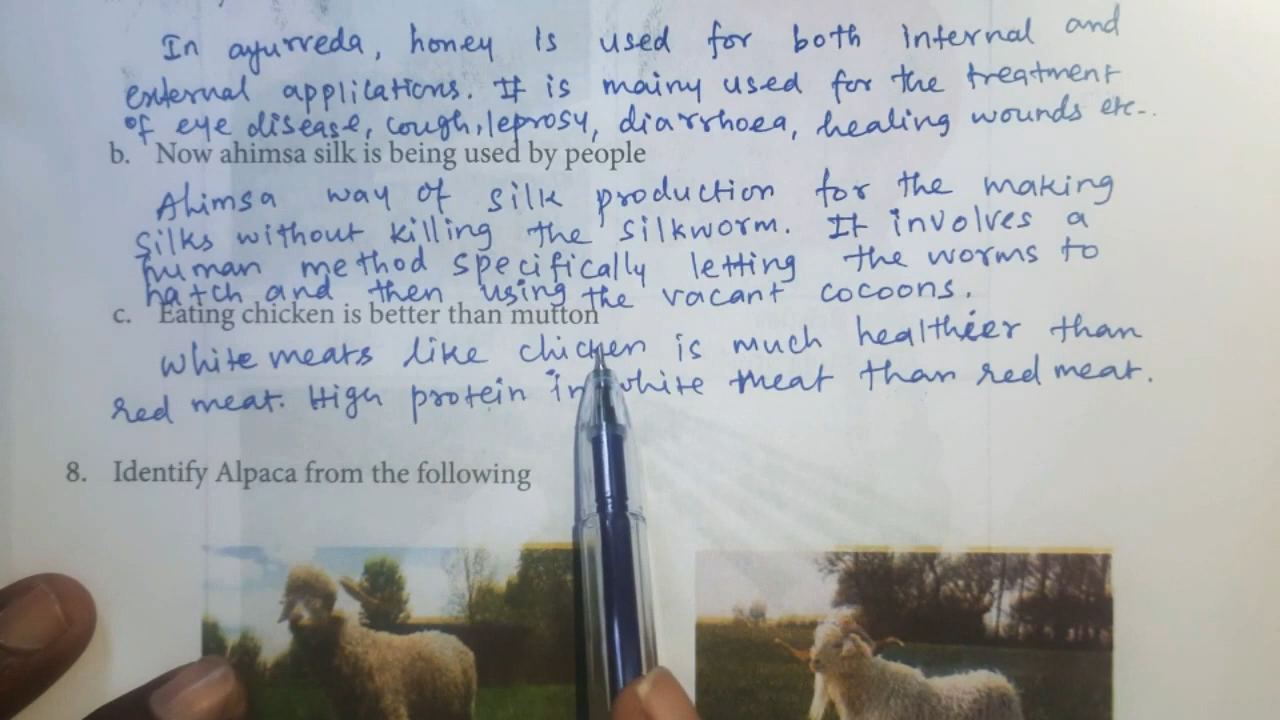 In ayurveda, honey is used for both internal and
external applications. It is mainy used for the treatment
of eye disease, cough, leprosy, diarrhoea, healing wounds etc..
b. Now ahimsa silk is being used by people
Ahimsa way of silk production for the making
silks without killing the silkworm. It involves a
human method specifically letting the worms to
hatch and then using the vacant cocoons.
c. Eating chicken is better than mutton
white meats like chicken is much healthier than
red meat. High protein in white meat than red meat.
8. Identify Alpaca from the following